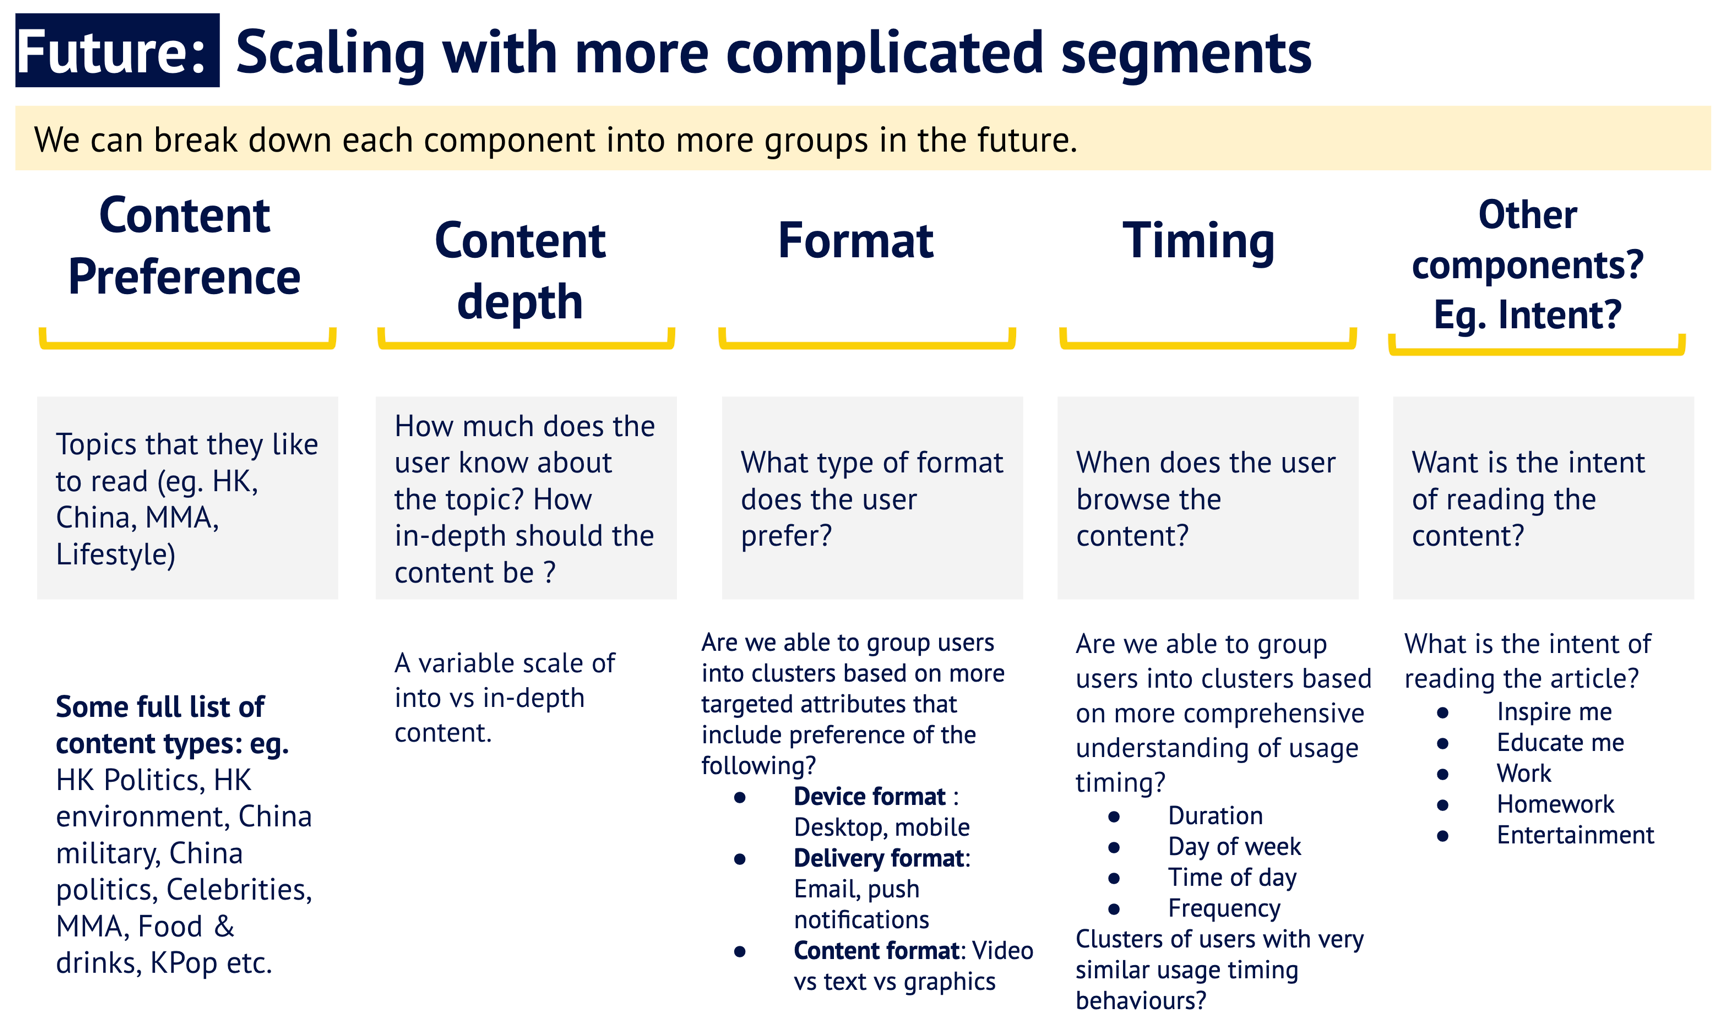 Future: Scaling with more complicated segments
We can break down each component into more groups in the future.
Content
Preference
Topics that they like
to read (eg. HK,
China, MMA,
Lifestyle)
Some full list of
content types: eg.
HK Politics, HK
environment, China
military, China
politics, Celebrities,
MMA, Food &
drinks, KPop etc.
Content
depth
How much does the
user know about
the topic? How
in-depth should the
content be ?
A variable scale of
into vs in-depth
content.
Format
What type of format
does the user
prefer?
Are we able to group users
into clusters based on more
targeted attributes that
include preference of the
following?
● Device format :
Desktop, mobile
● Delivery format:
Email, push
notifications
● Content format: Video
vs text vs graphics
Timing
When does the user
browse the
content?
Are we able to group
users into clusters based
on more comprehensive
understanding of usage
timing?
● Duration
● Day of week
● Time of day
● Frequency
Clusters of users with very
similar usage timing
behaviours?
Other
components?
Eg. Intent?
Want is the intent
of reading the
content?
What is the intent of
reading the article?
● Inspire me
● Educate me
● Work
● Homework
● Entertainment